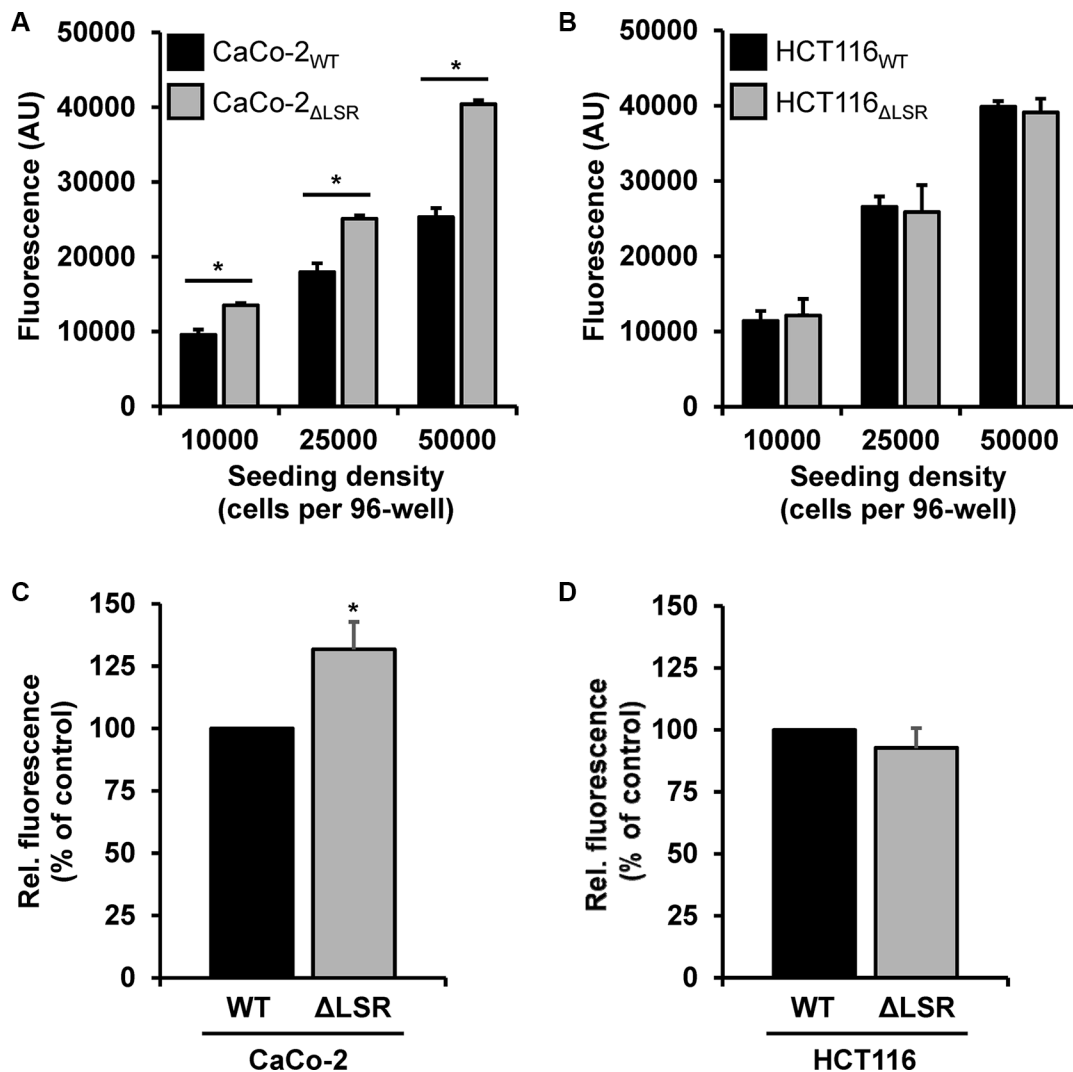 A
Fluorescence (AU)
50000
40000
30000
20000
10000
0
CaCo-2WT
CaCo-2ΔLSR
*
*
*
10000 25000 50000
Seeding density
(cells per 96-well)
B
Fluorescence (AU)
50000
40000
30000
20000
10000
0
HCT116WT
HCT116ΔLSR
10000 25000 50000
Seeding density
(cells per 96-well)
C
Rel. fluorescence
(% of control)
150
125
100
75
50
25
0
*
WT ΔLSR
CaCo-2
D
Rel. fluorescence
(% of control)
150
125
100
75
50
25
0
WT ΔLSR
HCT116